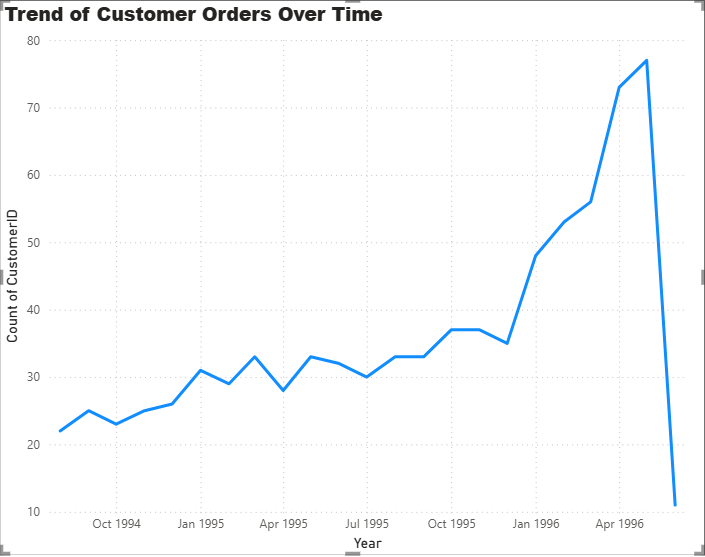 Trend of Customer Orders Over Time
80
70
60
50
40
30
20
10
Count of CustomerID
Oct 1994 Jan 1995 Apr 1995 Jul 1995 Oct 1995 Jan 1996 Apr 1996
Year